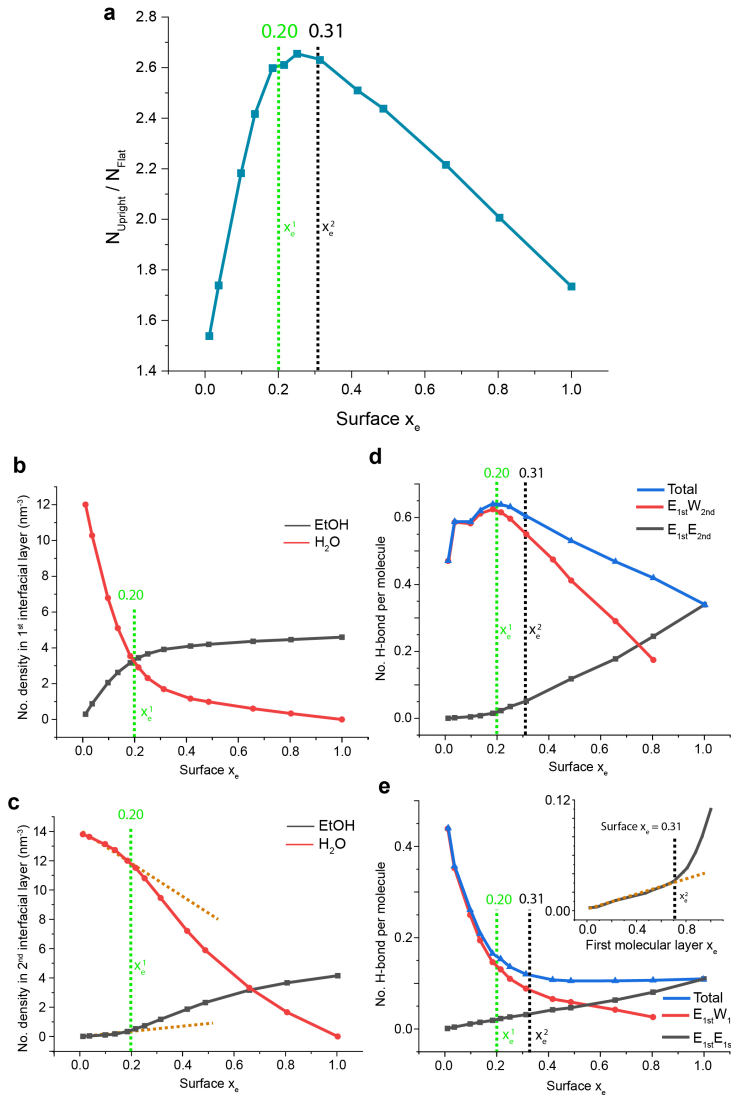 a
0.20
0.31
2.8
2.6
2.4
2.2
2.0
1.8
1.6
1.4
N_Upright / N_Flat
x_e^1
x_e^2
0.0 0.2 0.4 0.6 0.8 1.0
Surface x_e
b
12
10
8
6
4
2
0
No. density in 1st interfacial layer (nm-3)
EtOH
H2O
0.20
x_e^1
0.0 0.2 0.4 0.6 0.8 1.0
Surface x_e
c
0.20
14
12
10
8
6
4
2
0
No. density in 2nd interfacial layer (nm-3)
EtOH
H2O
x_e^1
0.0 0.2 0.4 0.6 0.8 1.0
Surface x_e
d
0.20
0.31
Total
E1stW2nd
E1stE2nd
0.6
0.4
0.2
0.0
No. H-bond per molecule
x_e^1
x_e^2
0.0 0.2 0.4 0.6 0.8 1.0
Surface x_e
e
0.12
Surface x_e = 0.31
x_e^2
0.00
0.0 0.4 0.8
First molecular layer x_e
0.20
0.31
0.4
0.2
0.0
No. H-bond per molecule
Total
E1stW1
E1stE1s
x_e^1
x_e^2
0.0 0.2 0.4 0.6 0.8 1.0
Surface x_e